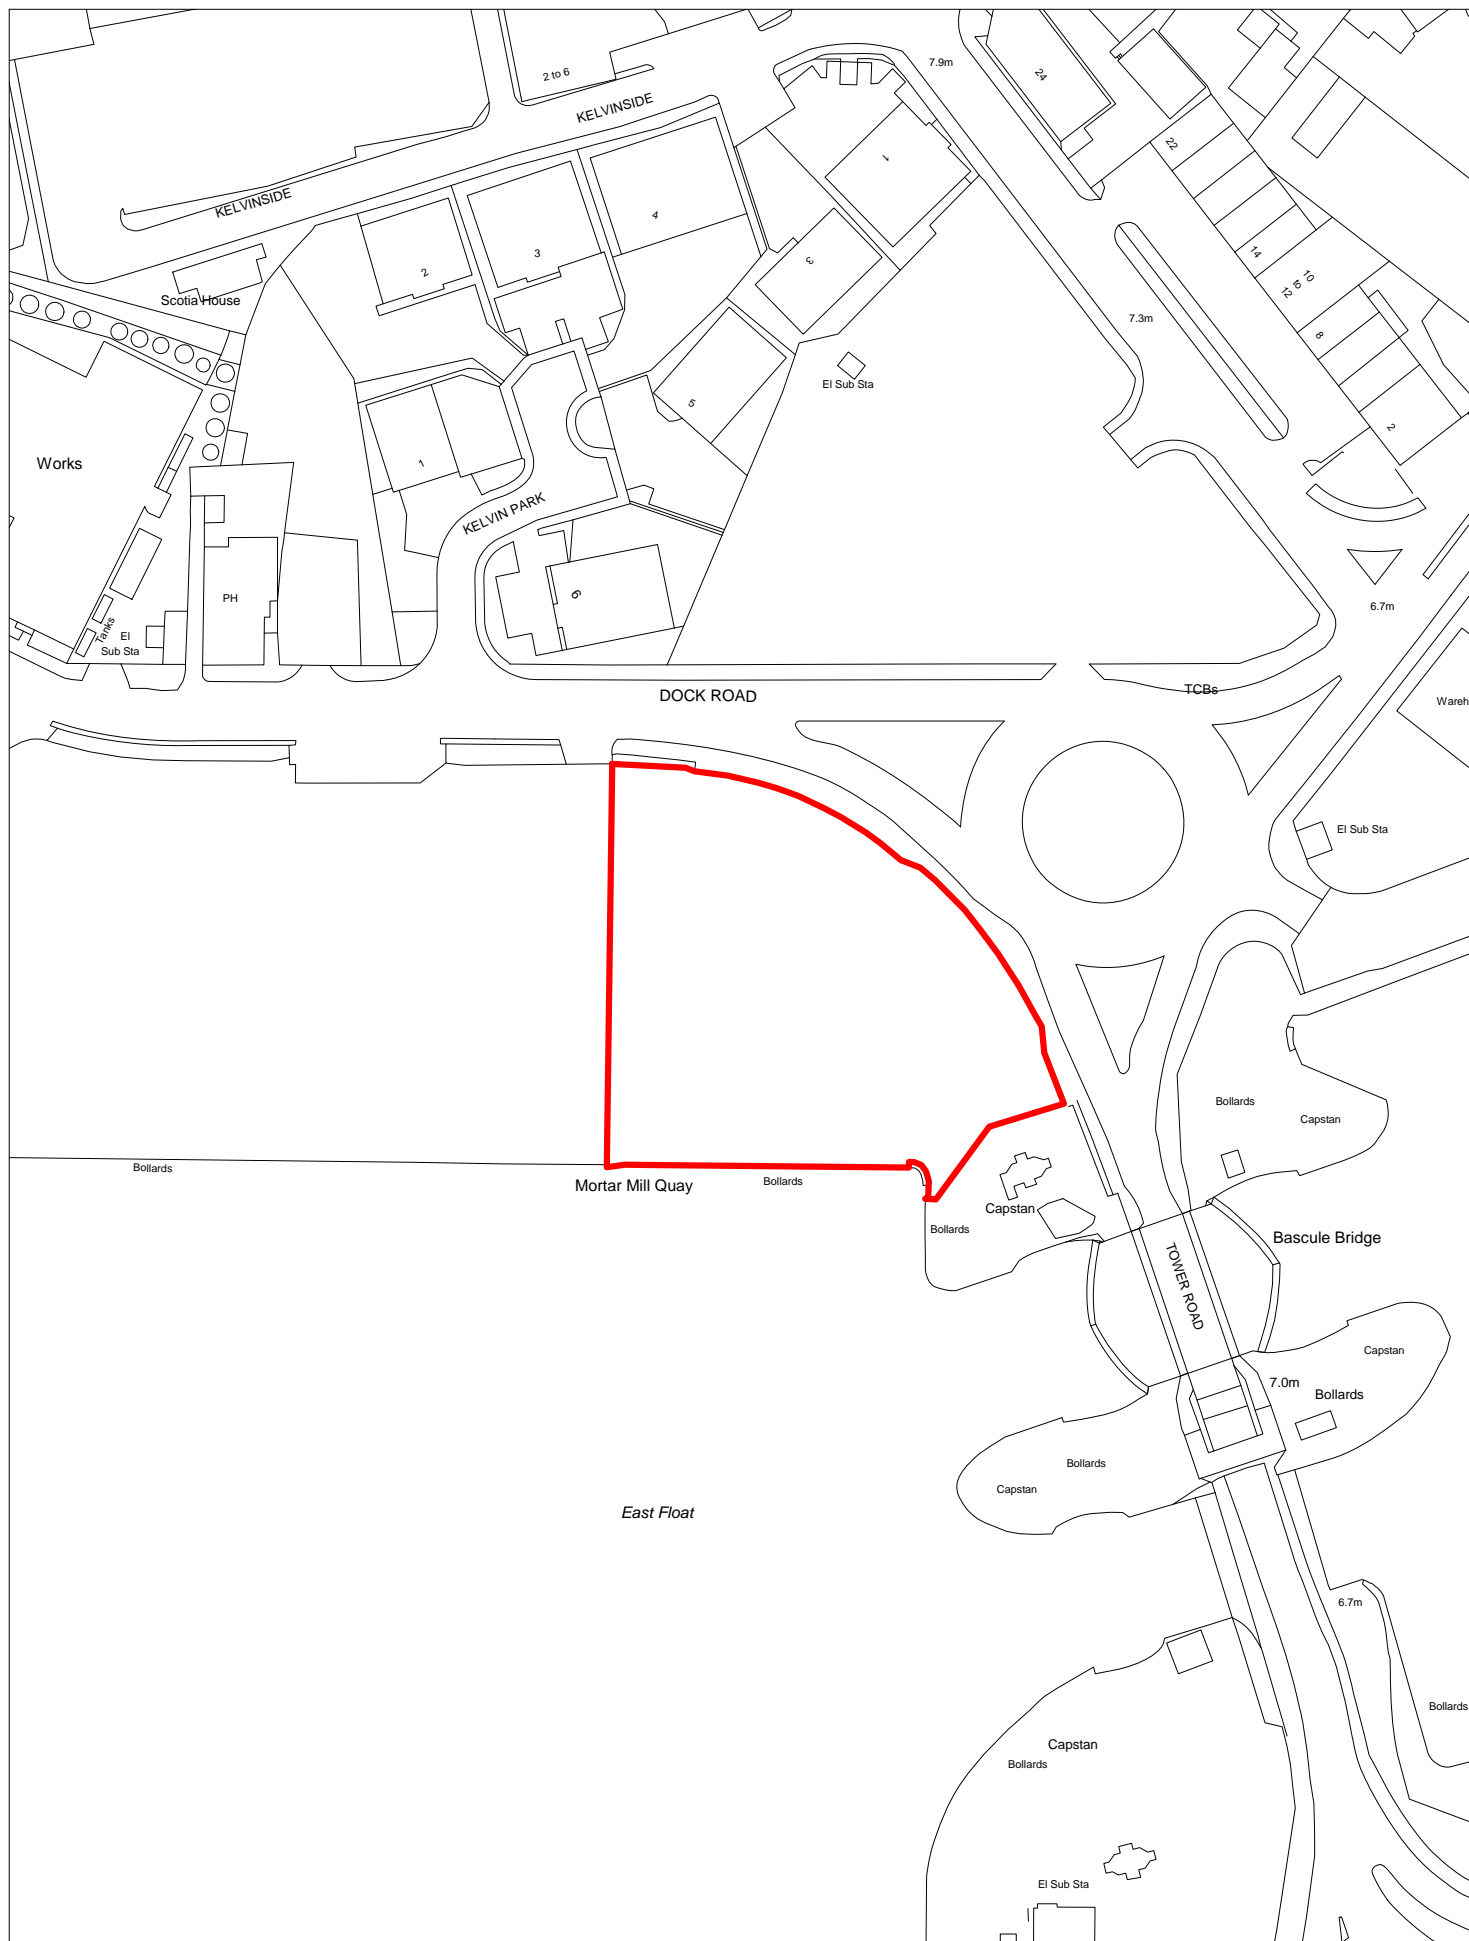 2 to 6
KELVINSIDE
7.9m
24
22
1
KELVINSIDE
4
3
2
3
14
10
to
12
8
2
Scotia House
7.3m
El Sub Sta
5
Works
1
KELVIN PARK
PH
6
Tanks
El
Sub Sta
6.7m
DOCK ROAD
TCBs
Wareh
El Sub Sta
Bollards
Capstan
Bollards
Mortar Mill Quay
Bollards
Capstan
Bollards
TOWER ROAD
Bascule Bridge
Capstan
7.0m
Bollards
Bollards
Capstan
East Float
6.7m
Bollards
Capstan
Bollards
El Sub Sta